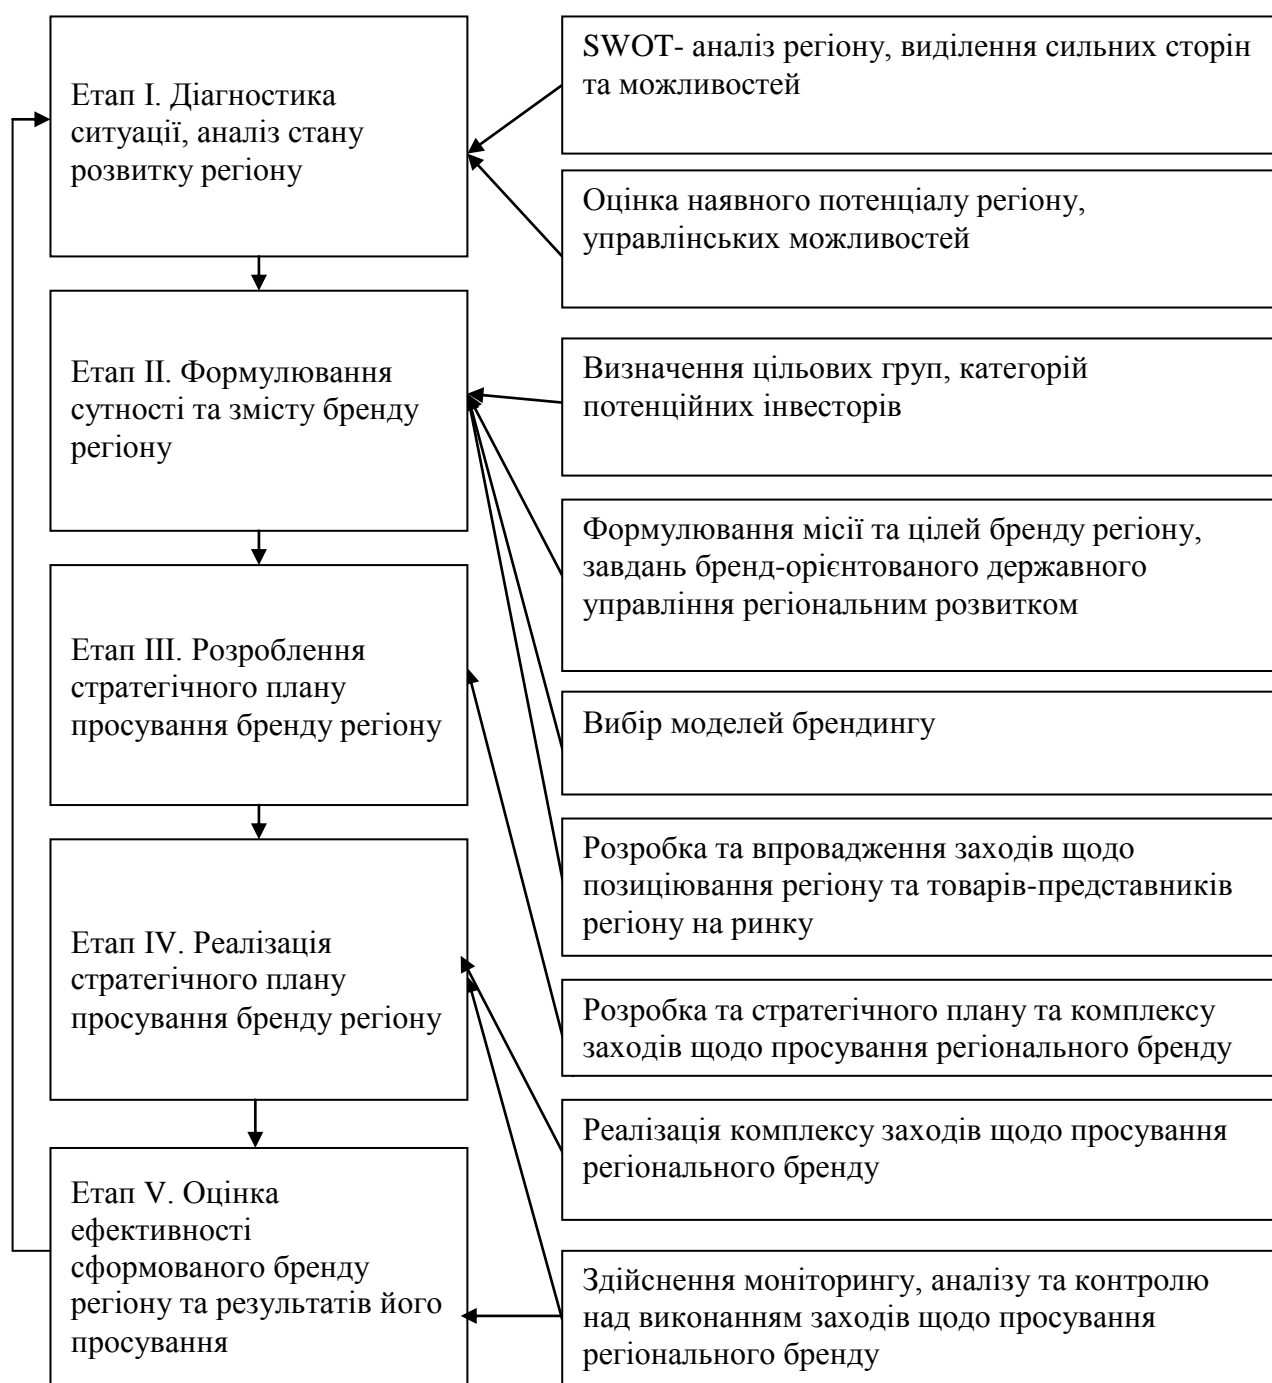 Етап I. Діагностика
ситуації, аналіз стану
розвитку регіону
SWOT- аналіз регіону, виділення сильних сторін
та можливостей
Оцінка наявного потенціалу регіону,
управлінських можливостей
Етап II. Формулювання
сутності та змісту бренду
регіону
Визначення цільових груп, категорій
потенційних інвесторів
Формулювання місії та цілей бренду регіону,
завдань бренд-орієнтованого державного
управління регіональним розвитком
Вибір моделей брендингу
Розробка та впровадження заходів щодо
позиціювання регіону та товарів-представників
регіону на ринку
Етап III. Розроблення
стратегічного плану
просування бренду регіону
Розробка та стратегічного плану та комплексу
заходів щодо просування регіонального бренду
Етап IV. Реалізація
стратегічного плану
просування бренду регіону
Реалізація комплексу заходів щодо просування
регіонального бренду
Етап V. Оцінка
ефективності
сформованого бренду
регіону та результатів його
просування
Здійснення моніторингу, аналізу та контролю
над виконанням заходів щодо просування
регіонального бренду